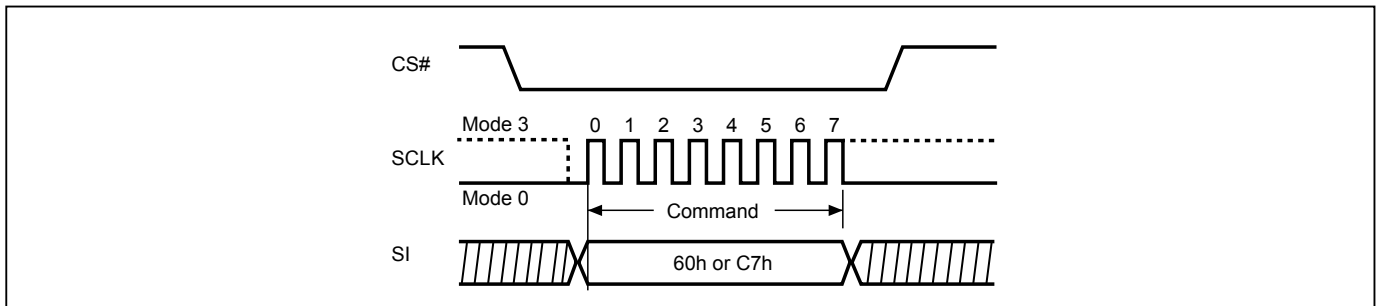 CS#
Mode 3
0 1 2 3 4 5 6 7
SCLK
Mode 0
Command
SI
60h or C7h